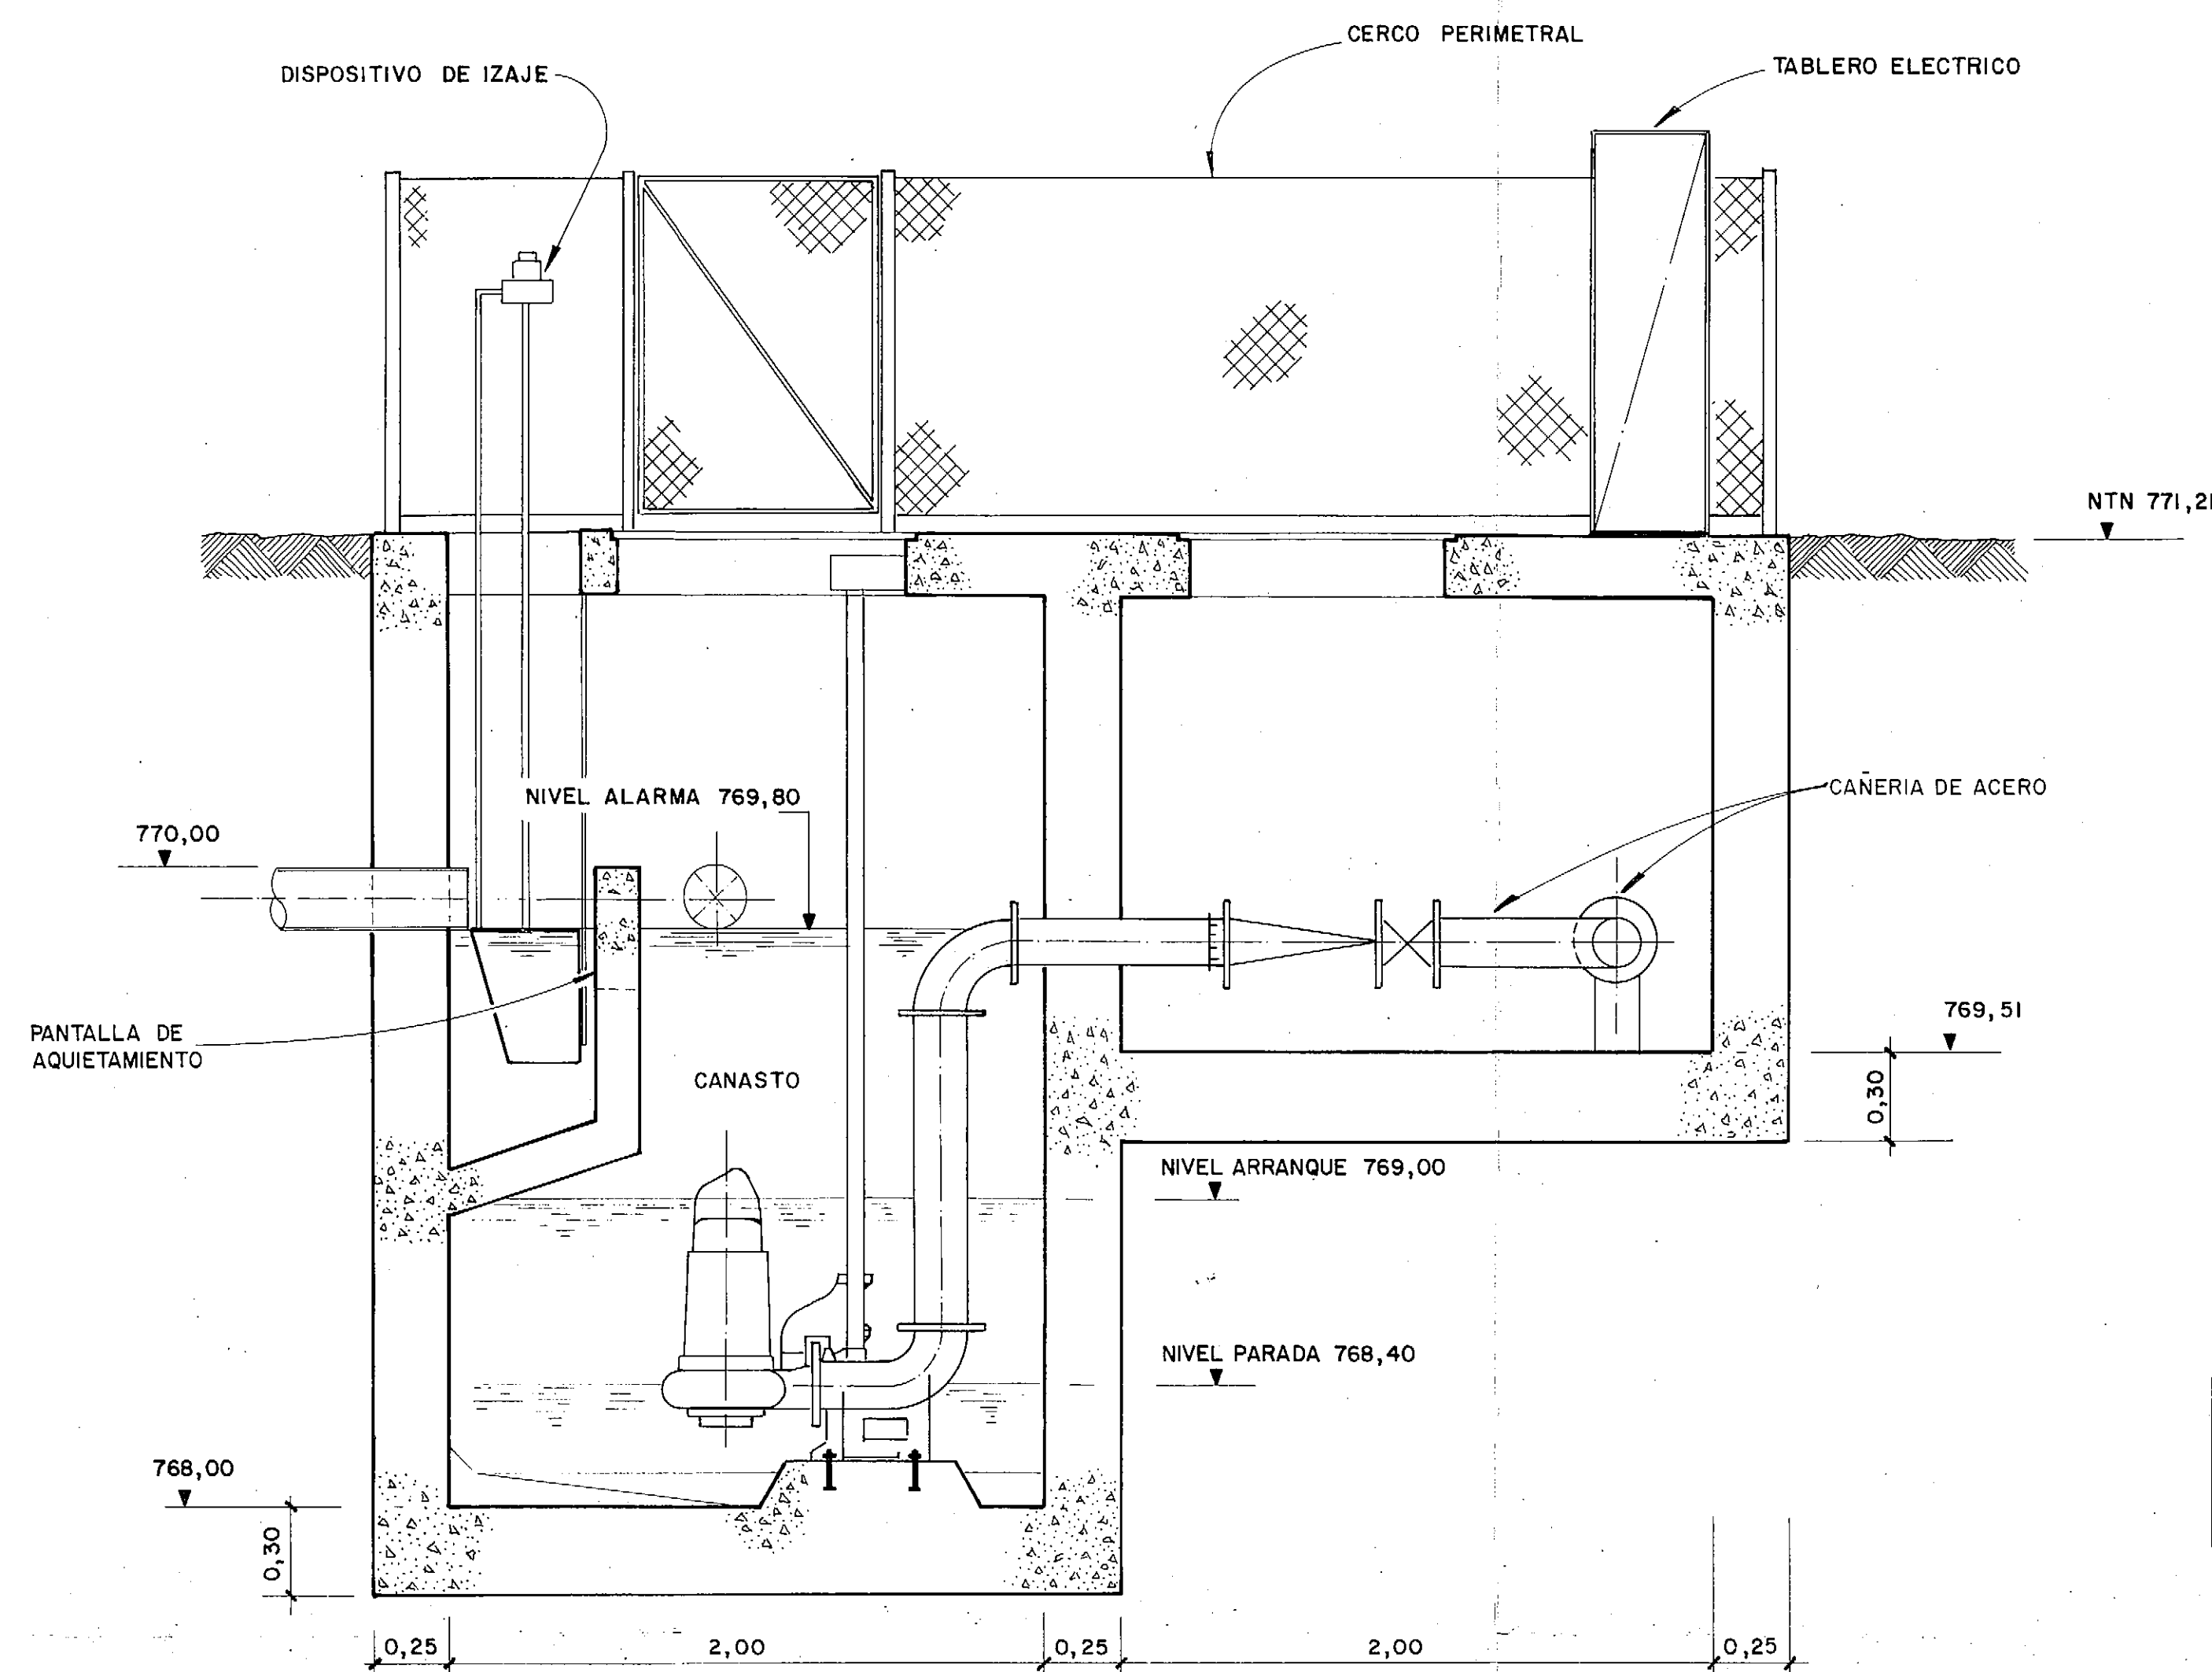 CERCO PERIMETRAL
TABLERO ELECTRICO
DISPOSITIVO DE IZAJE
NTN 771,21
NIVEL ALARMA 769,80
CAÑERIA DE ACERO
770,00
769,51
PANTALLA DE
AQUIETAMIENTO
CANASTO
0,30
NIVEL ARRANQUE 769,00
NIVEL PARADA 768,40
768,00
0,30
0,25
2,00
0,25
2,00
0,25